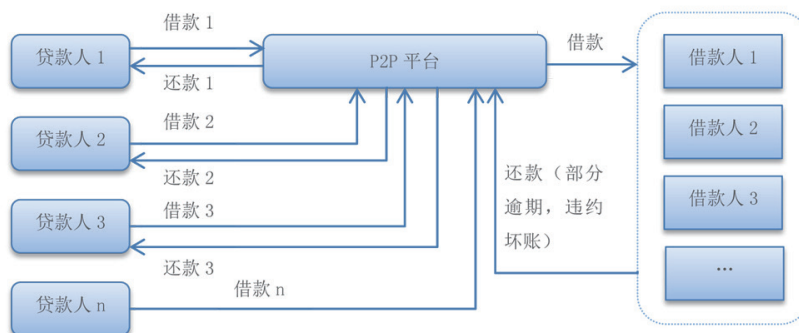 借款 1
贷款人 1
P2P 平台
借款
借款人 1
还款 1
借款 2
贷款人 2
借款人 2
还款 2
还款（部分
逾期，违约
坏账）
借款 3
贷款人 3
借款人 3
还款 3
借款 n
贷款人 n
…